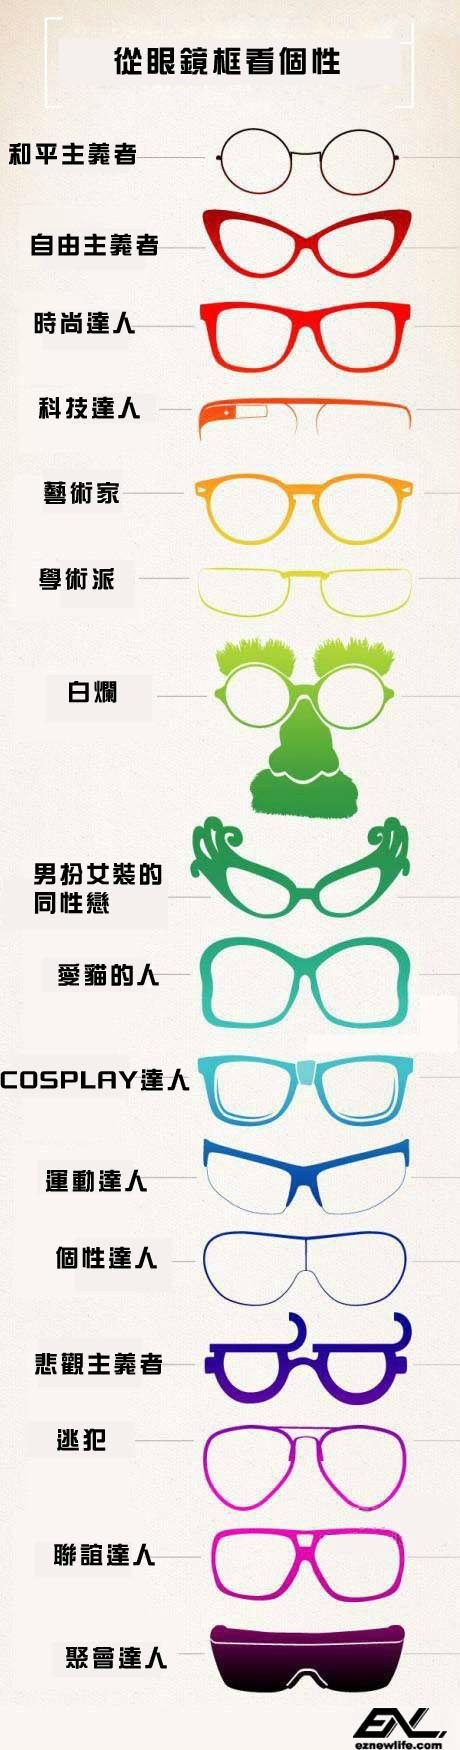 從眼鏡框看個性
和平主義者
自由主義者
時尚達人
科技達人
藝術家
學術派
白爛
男扮女裝的
同性戀
愛貓的人
COSPLAY達人
運動達人
個性達人
悲觀主義者
逃犯
聯誼達人
聚會達人
ENL
eznewlife.com